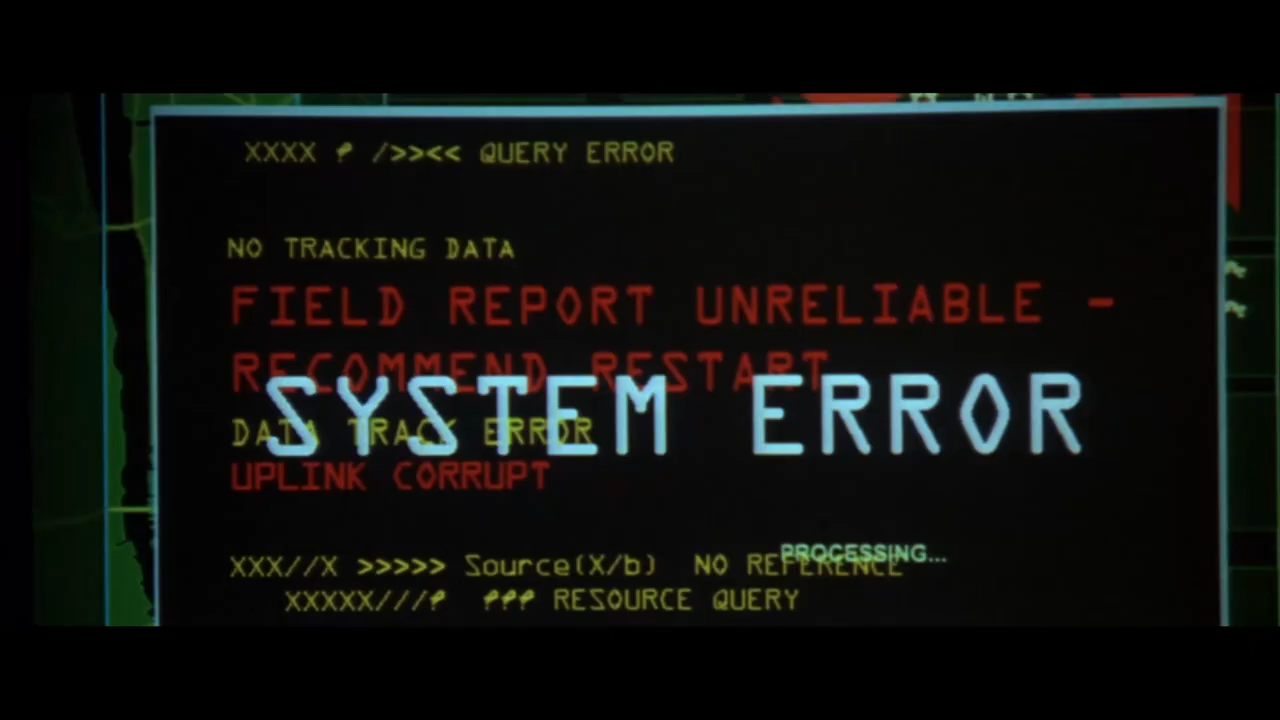 XXXX ? />><< QUERY ERROR
NO TRACKING DATA
FIELD REPORT UNRELIABLE -
RECOMMEND RESTART
SYSTEM ERROR
DATA TRACK ERROR
UPLINK CORRUPT
PROCESSING...
XXX//X >>>>> Source(X/b) NO REFERENCE
XXXXX///? ??? RESOURCE QUERY